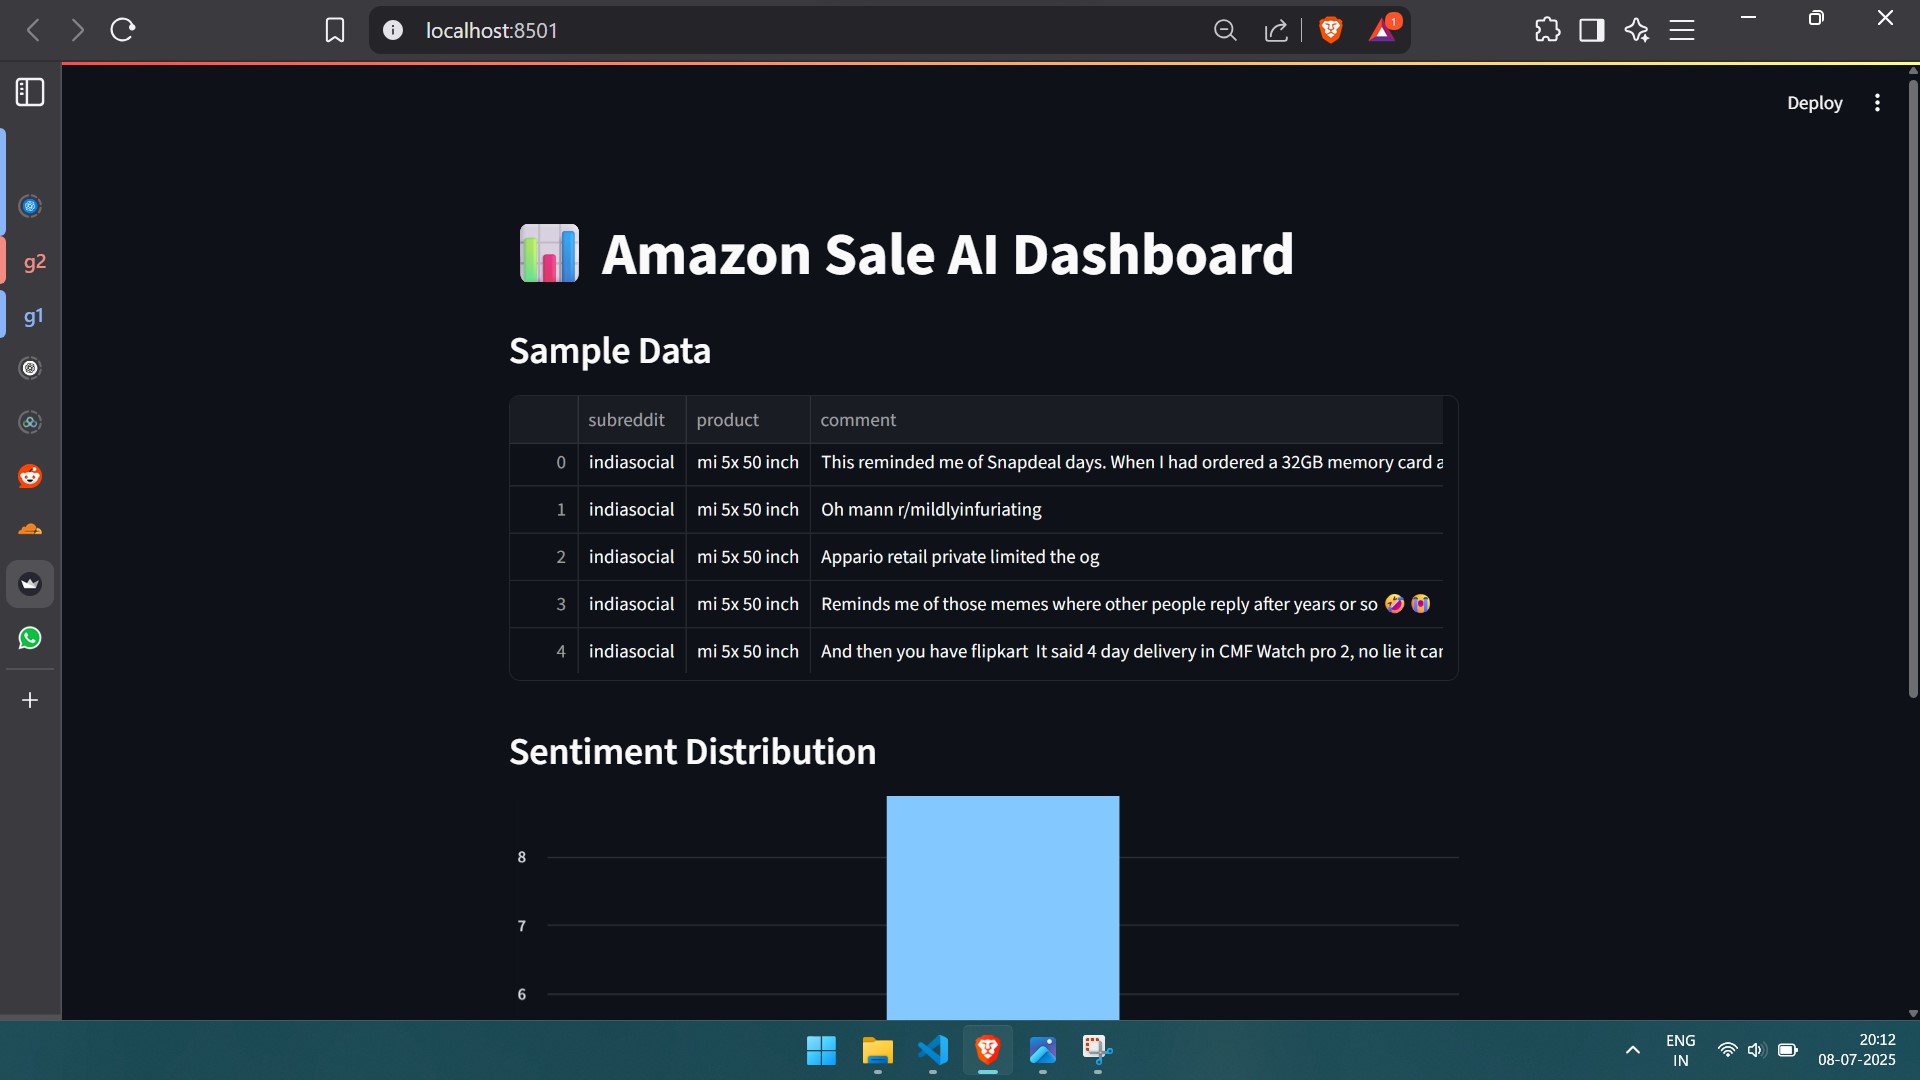 localhost:8501
1
Deploy
g2
g1
Amazon Sale AI Dashboard
Sample Data
subreddit product comment
0 indiasocial mi 5x 50 inch This reminded me of Snapdeal days. When I had ordered a 32GB memory card a
1 indiasocial mi 5x 50 inch Oh mann r/mildlyinfuriating
2 indiasocial mi 5x 50 inch Appario retail private limited the og
3 indiasocial mi 5x 50 inch Reminds me of those memes where other people reply after years or so 🤣 😭
4 indiasocial mi 5x 50 inch And then you have flipkart It said 4 day delivery in CMF Watch pro 2, no lie it car
Sentiment Distribution
8
7
6
ENG
IN
20:12
08-07-2025